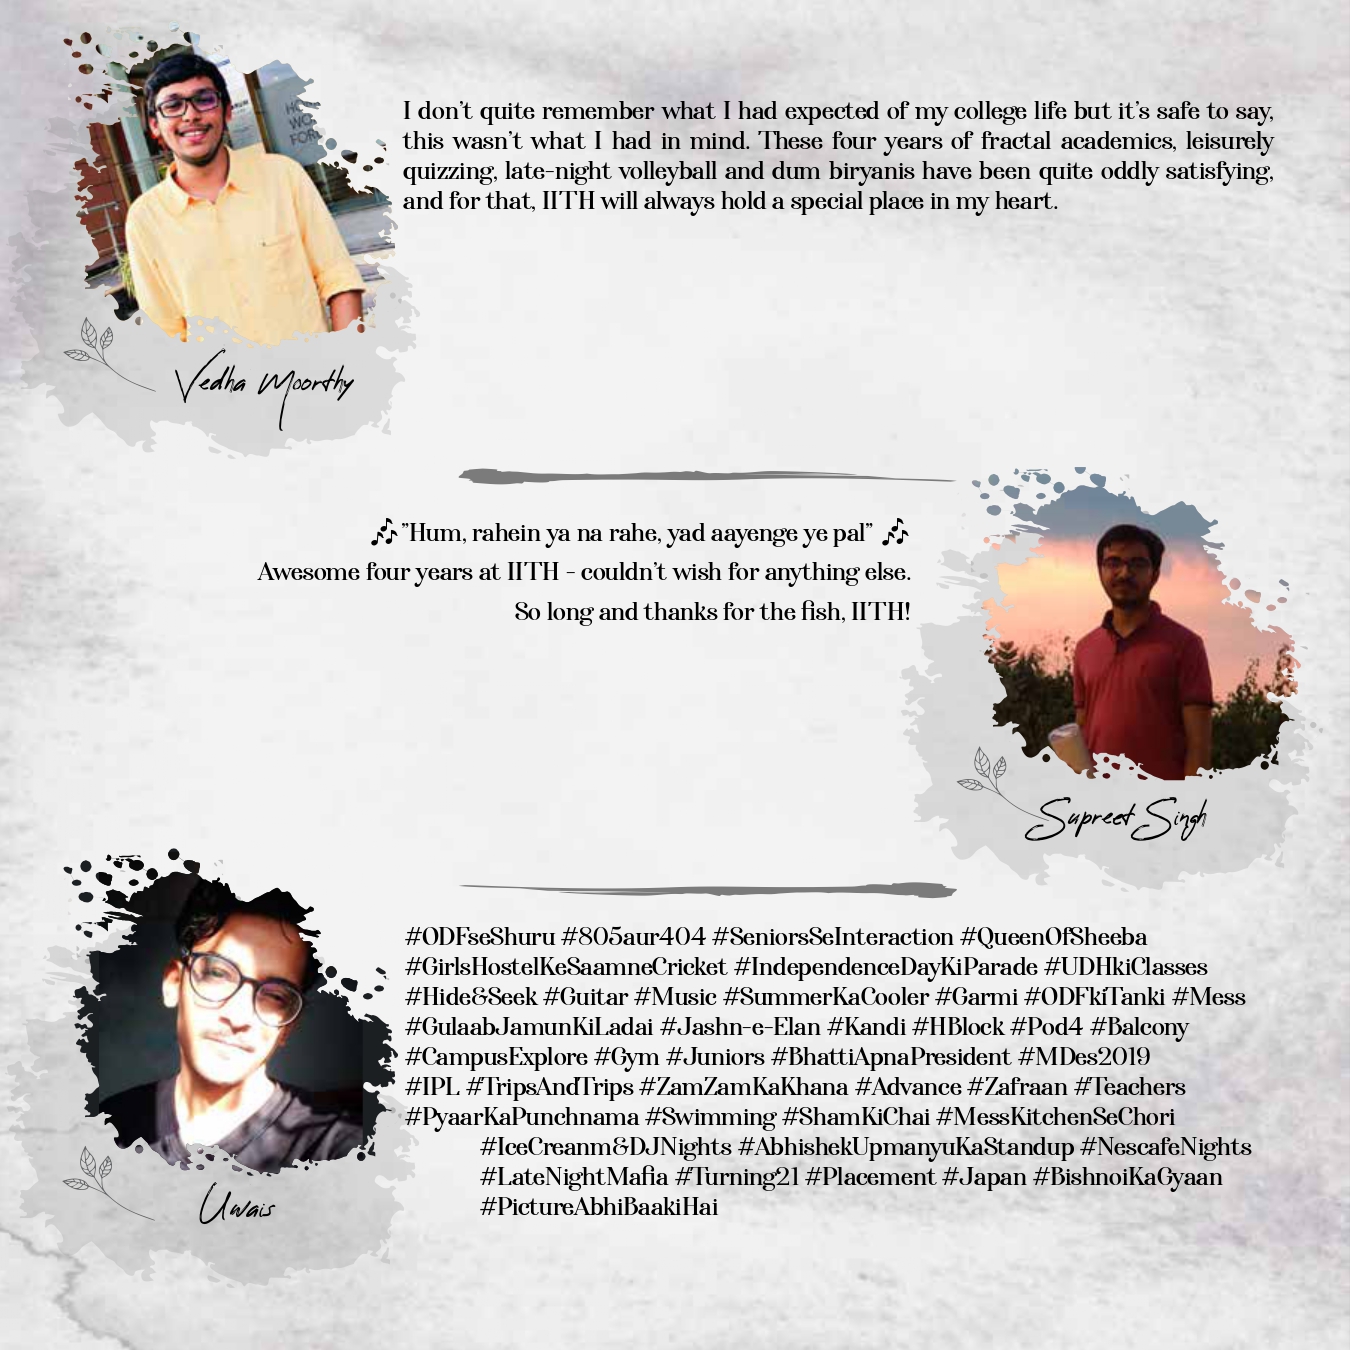 I don't quite remember what I had expected of my college life but it's safe to say,
this wasn't what I had in mind. These four years of fractal academics, leisurely
quizzing, late-night volleyball and dum biryanis have been quite oddly satisfying,
and for that, IITH will always hold a special place in my heart.
Vedha Moorthy
🎶"Hum, rahein ya na rahe, yad aayenge ye pal" 🎶
Awesome four years at IITH - couldn't wish for anything else.
So long and thanks for the fish, IITH!
Supreet Singh
#ODFseShuru #805aur404 #SeniorsSeInteraction #QueenOfSheeba
#GirlsHostelKeSaamneCricket #IndependenceDayKiParade #UDHkiClasses
#Hide&Seek #Guitar #Music #SummerKaCooler #Garmi #ODFkiTanki #Mess
#GulaabJamunKiLadai #Jashn-e-Elan #Kandi #HBlock #Pod4 #Balcony
#CampusExplore #Gym #Juniors #BhattiApnaPresident #MDes2019
#IPL #TripsAndTrips #ZamZamKaKhana #Advance #Zafraan #Teachers
#PyaarKaPunchnama #Swimming #ShamKiChai #MessKitchenSeChori
#IceCreanm&DJNights #AbhishekUpmanyuKaStandup #NescafeNights
#LateNightMafia #Turning21 #Placement #Japan #BishnoiKaGyaan
#PictureAbhiBaakiHai
Uwais